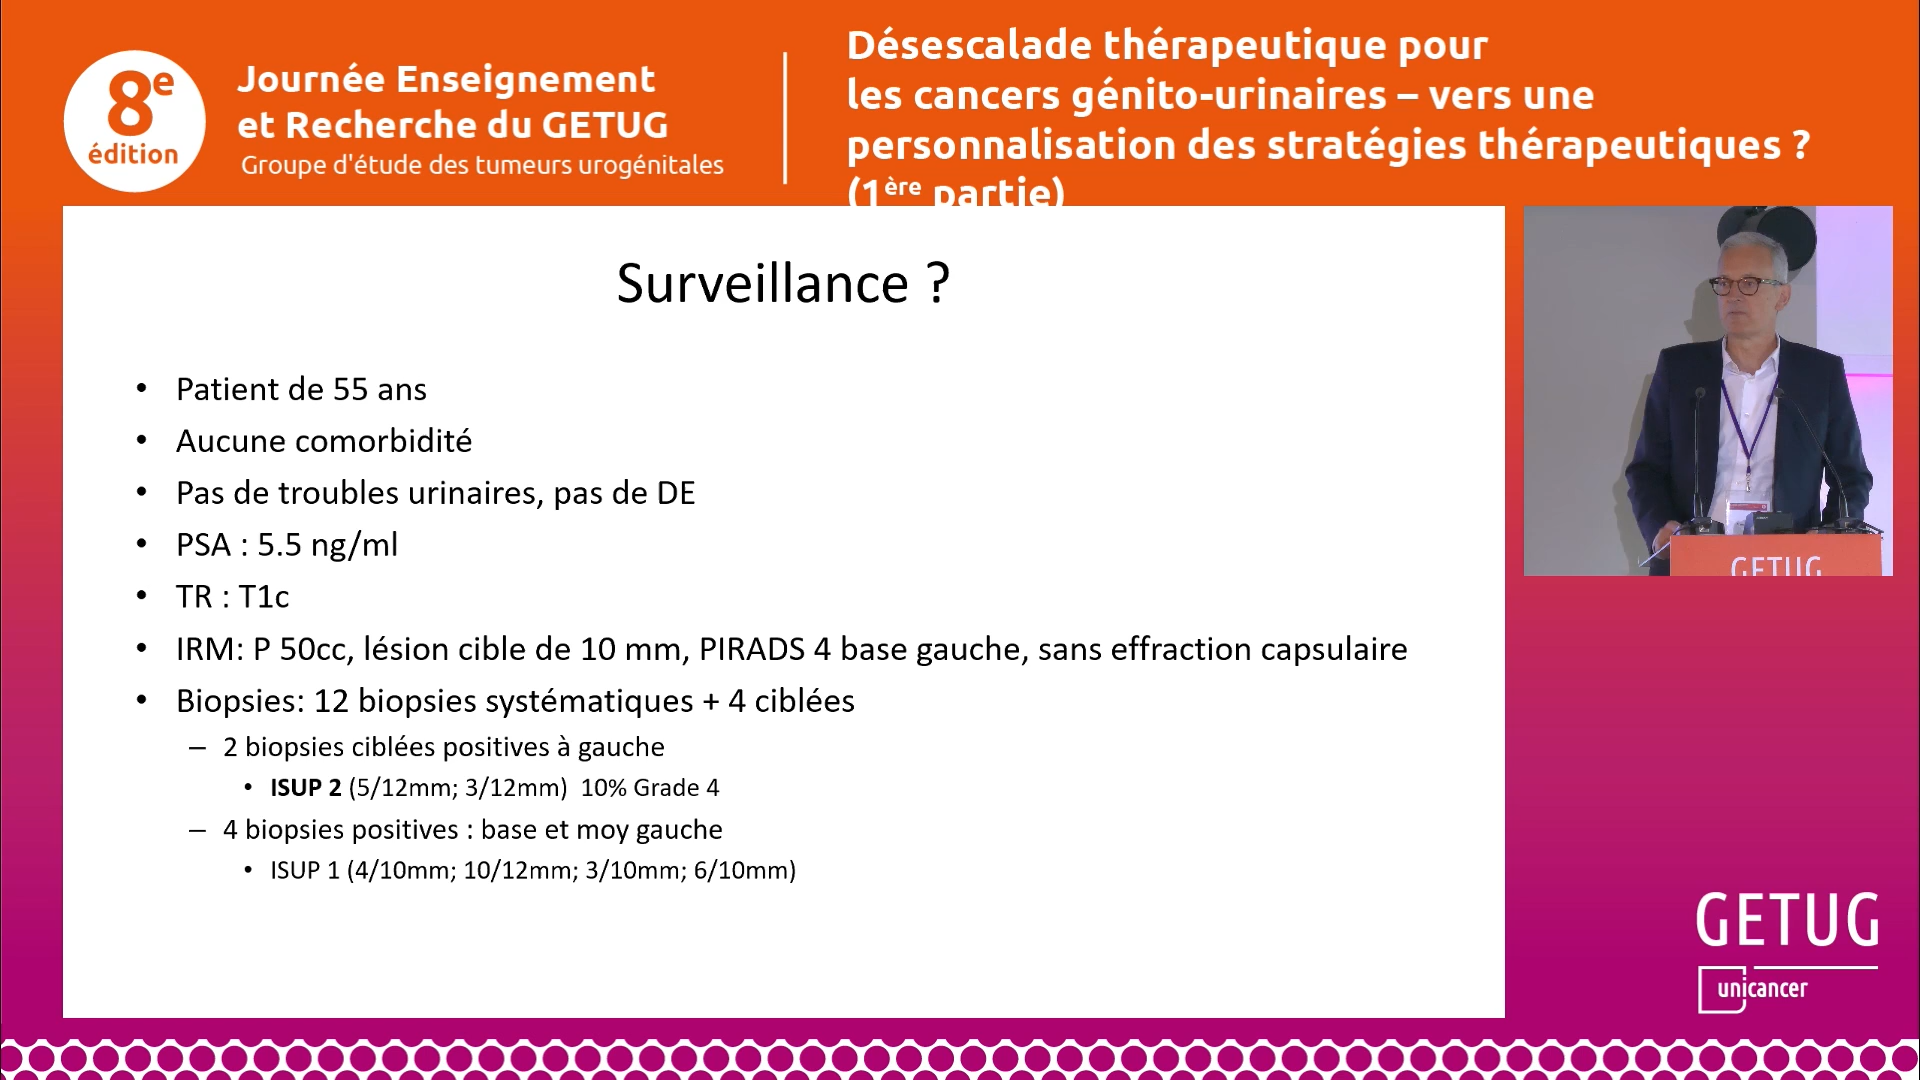 8e
édition
Journée Enseignement
et Recherche du GETUG
Groupe d'étude des tumeurs urogénitales
Désescalade thérapeutique pour
les cancers génito-urinaires – vers une
personnalisation des stratégies thérapeutiques ?
(1ère partie)
Surveillance ?
• Patient de 55 ans
• Aucune comorbidité
• Pas de troubles urinaires, pas de DE
• PSA : 5.5 ng/ml
• TR : T1c
• IRM: P 50cc, lésion cible de 10 mm, PIRADS 4 base gauche, sans effraction capsulaire
• Biopsies: 12 biopsies systématiques + 4 ciblées
– 2 biopsies ciblées positives à gauche
• ISUP 2 (5/12mm; 3/12mm) 10% Grade 4
– 4 biopsies positives : base et moy gauche
• ISUP 1 (4/10mm; 10/12mm; 3/10mm; 6/10mm)
GETUG
GETUG
unicancer